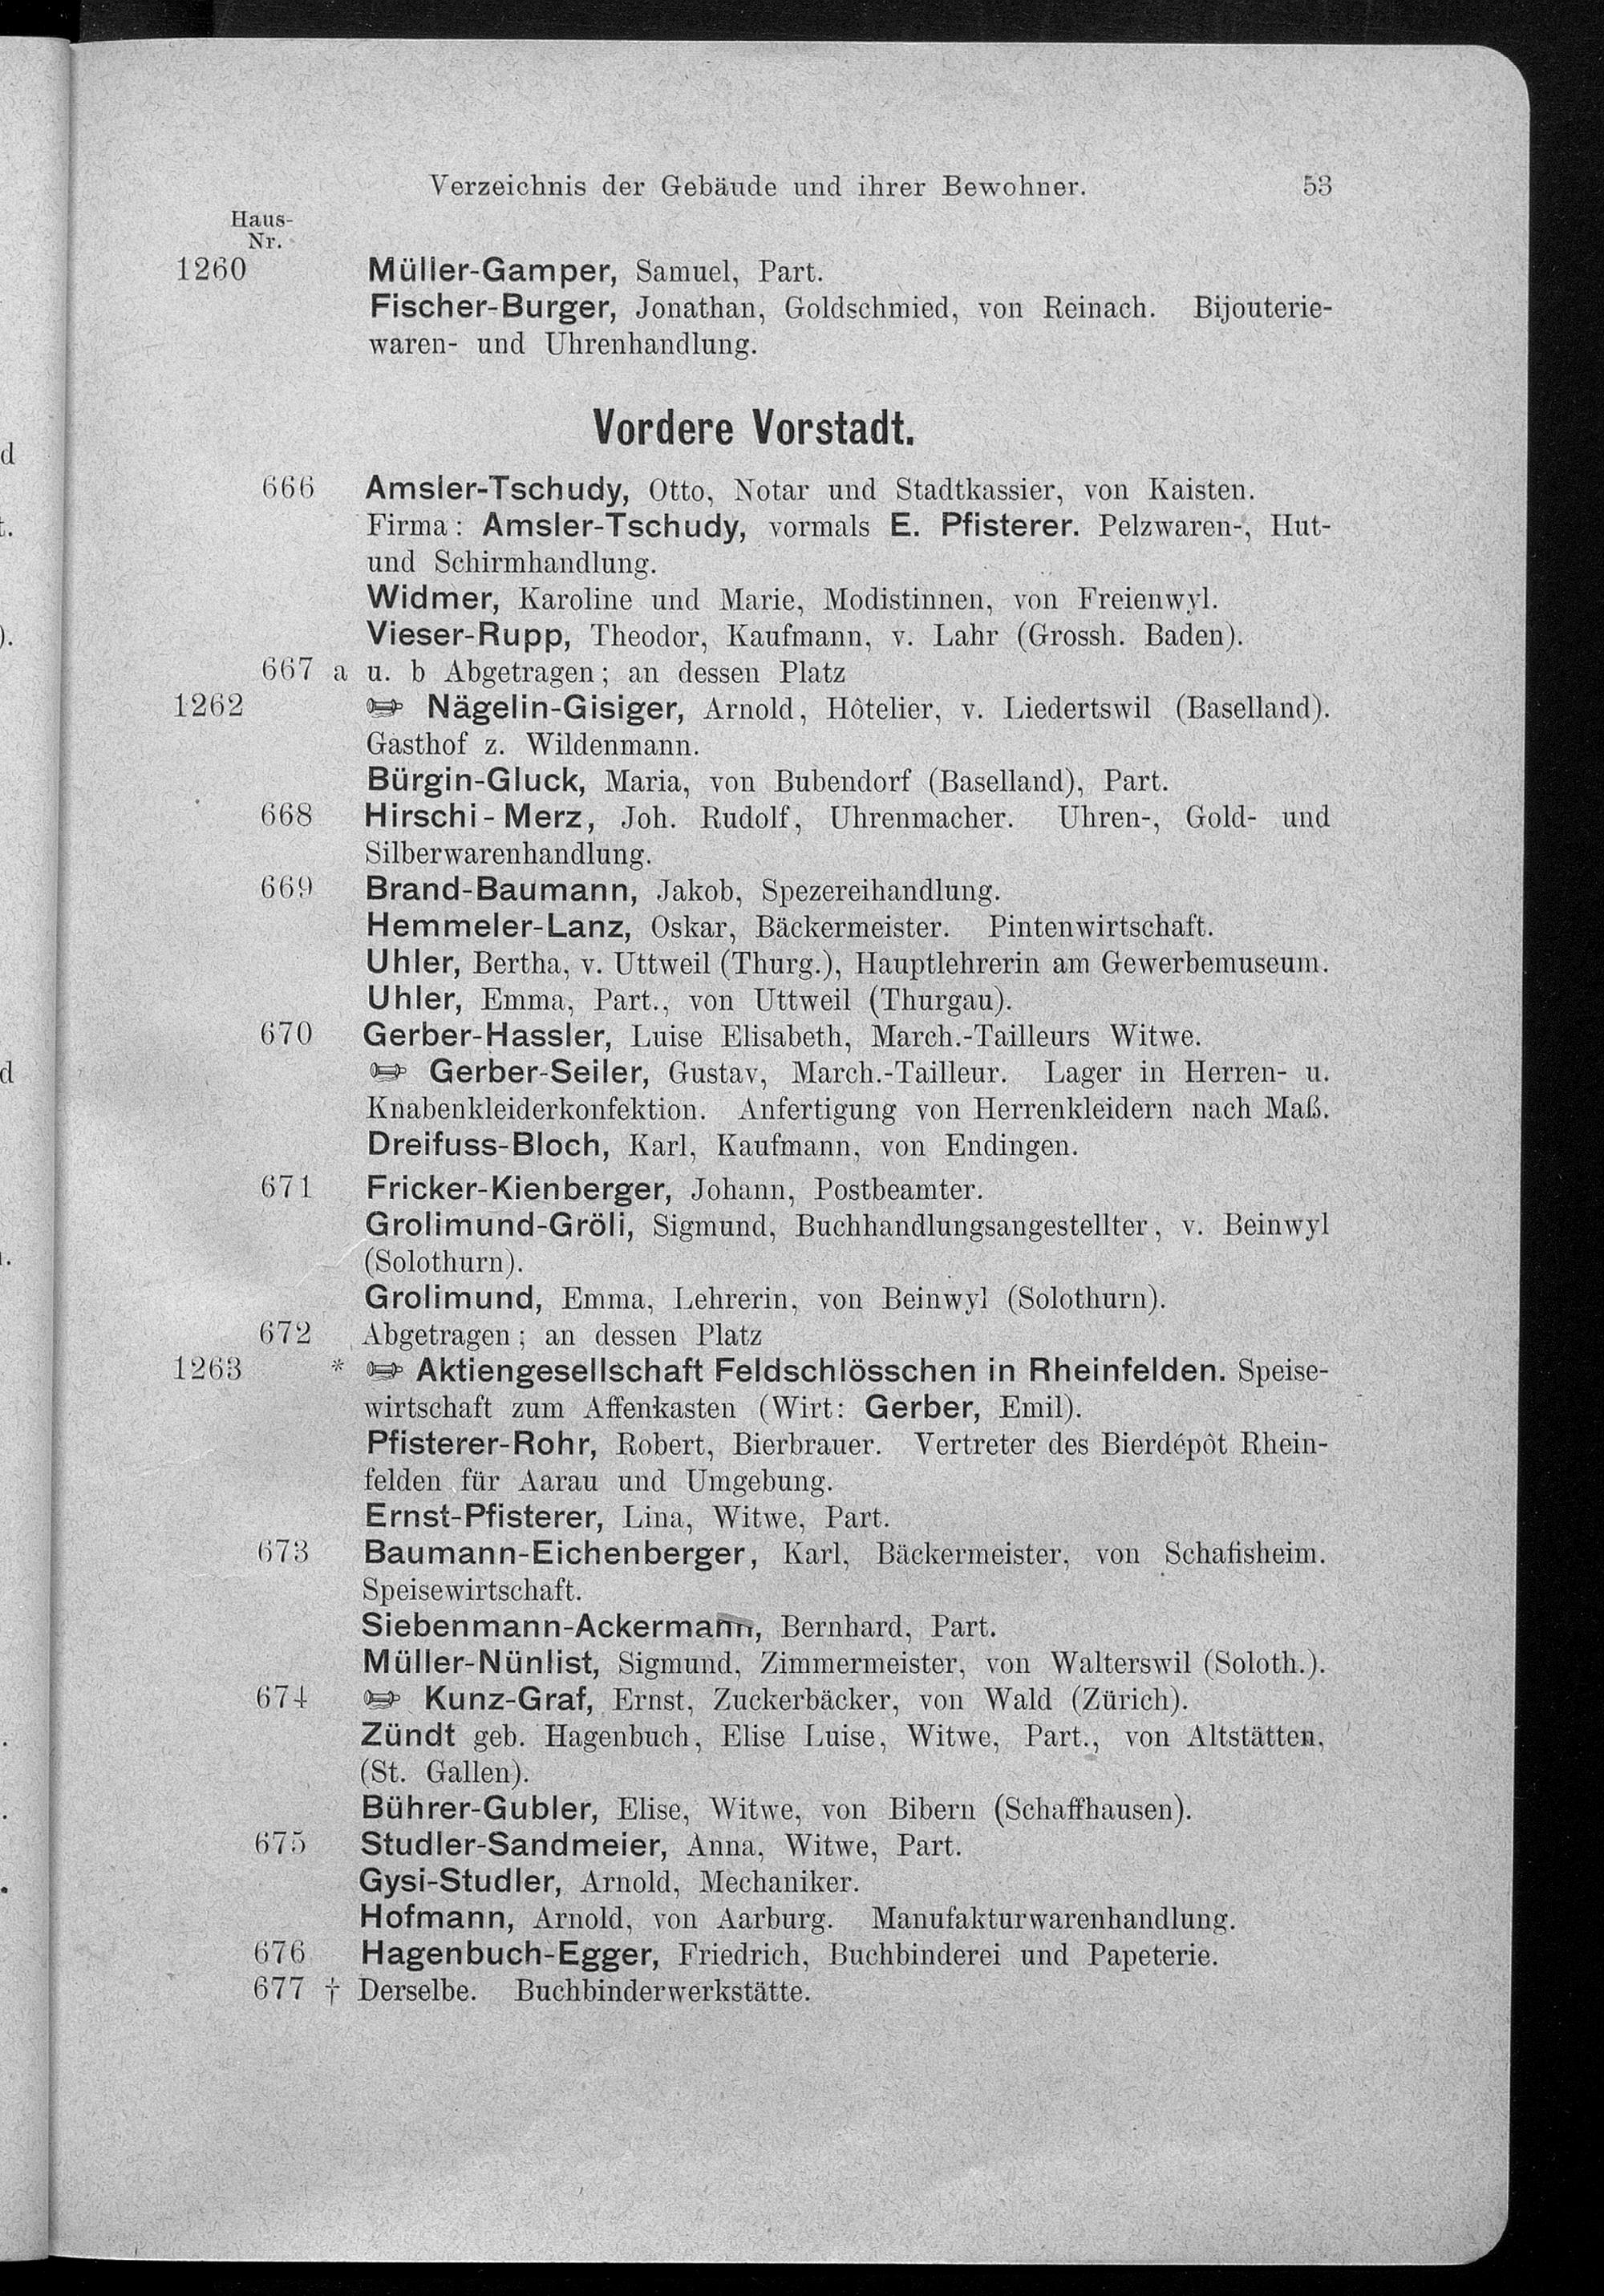 Verzeichnis der Gebäude und ihrer Bewohner. 53
Haus-
Nr.
1260 Müller-Gamper, Samuel, Part.
Fischer-Burger, Jonathan, Goldschmied, von Reinach. Bijouterie-
waren- und Uhrenhandlung.
Vordere Vorstadt.
666 Amsler-Tschudy, Otto, Notar und Stadtkassier, von Kaisten.
Firma: Amsler-Tschudy, vormals E. Pfisterer. Pelzwaren-, Hut-
und Schirmhandlung.
Widmer, Karoline und Marie, Modistinnen, von Freienwyl.
Vieser-Rupp, Theodor, Kaufmann, v. Lahr (Grossh. Baden).
667 a u. b Abgetragen; an dessen Platz
1262 Nägelin-Gisiger, Arnold, Hôtelier, v. Liedertswil (Baselland).
Gasthof z. Wildenmann.
Bürgin-Gluck, Maria, von Bubendorf (Baselland), Part.
668 Hirschi-Merz, Joh. Rudolf, Uhrenmacher. Uhren-, Gold- und
Silberwarenhandlung.
669 Brand-Baumann, Jakob, Spezereihandlung.
Hemmeler-Lanz, Oskar, Bäckermeister. Pintenwirtschaft.
Uhler, Bertha, v. Uttweil (Thurg.), Hauptlehrerin am Gewerbemuseum.
Uhler, Emma, Part., von Uttweil (Thurgau).
670 Gerber-Hassler, Luise Elisabeth, March.-Tailleurs Witwe.
Gerber-Seiler, Gustav, March.-Tailleur. Lager in Herren- u.
Knabenkleiderkonfektion. Anfertigung von Herrenkleidern nach Maß.
Dreifuss-Bloch, Karl, Kaufmann, von Endingen.
671 Fricker-Kienberger, Johann, Postbeamter.
Grolimund-Gröli, Sigmund, Buchhandlungsangestellter, v. Beinwyl
(Solothurn).
Grolimund, Emma, Lehrerin, von Beinwyl (Solothurn).
672 Abgetragen; an dessen Platz
1263 * Aktiengesellschaft Feldschlösschen in Rheinfelden. Speise-
wirtschaft zum Affenkasten (Wirt: Gerber, Emil).
Pfisterer-Rohr, Robert, Bierbrauer. Vertreter des Bierdépôt Rhein-
felden für Aarau und Umgebung.
Ernst-Pfisterer, Lina, Witwe, Part.
673 Baumann-Eichenberger, Karl, Bäckermeister, von Schafisheim.
Speisewirtschaft.
Siebenmann-Ackermann, Bernhard, Part.
Müller-Nünlist, Sigmund, Zimmermeister, von Walterswil (Soloth.).
674 Kunz-Graf, Ernst, Zuckerbäcker, von Wald (Zürich).
Zündt geb. Hagenbuch, Elise Luise, Witwe, Part., von Altstätten,
(St. Gallen).
Bührer-Gubler, Elise, Witwe, von Bibern (Schaffhausen).
675 Studler-Sandmeier, Anna, Witwe, Part.
Gysi-Studler, Arnold, Mechaniker.
Hofmann, Arnold, von Aarburg. Manufakturwarenhandlung.
676 Hagenbuch-Egger, Friedrich, Buchbinderei und Papeterie.
677 † Derselbe. Buchbinderwerkstätte.